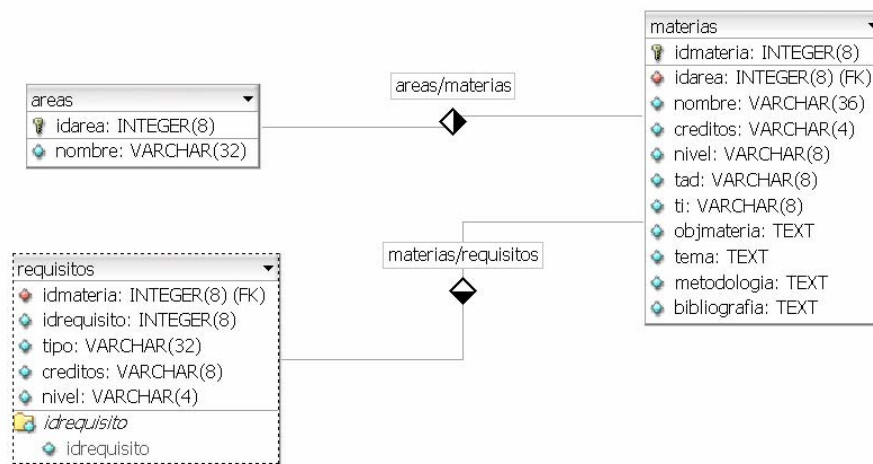 areas
idarea: INTEGER(8)
nombre: VARCHAR(32)
areas/materias
materias
idmateria: INTEGER(8)
idarea: INTEGER(8) (FK)
nombre: VARCHAR(36)
creditos: VARCHAR(4)
nivel: VARCHAR(8)
tad: VARCHAR(8)
ti: VARCHAR(8)
objmateria: TEXT
tema: TEXT
metodologia: TEXT
bibliografia: TEXT
materias/requisitos
requisitos
idmateria: INTEGER(8) (FK)
idrequisito: INTEGER(8)
tipo: VARCHAR(32)
creditos: VARCHAR(8)
nivel: VARCHAR(4)
idrequisito
idrequisito